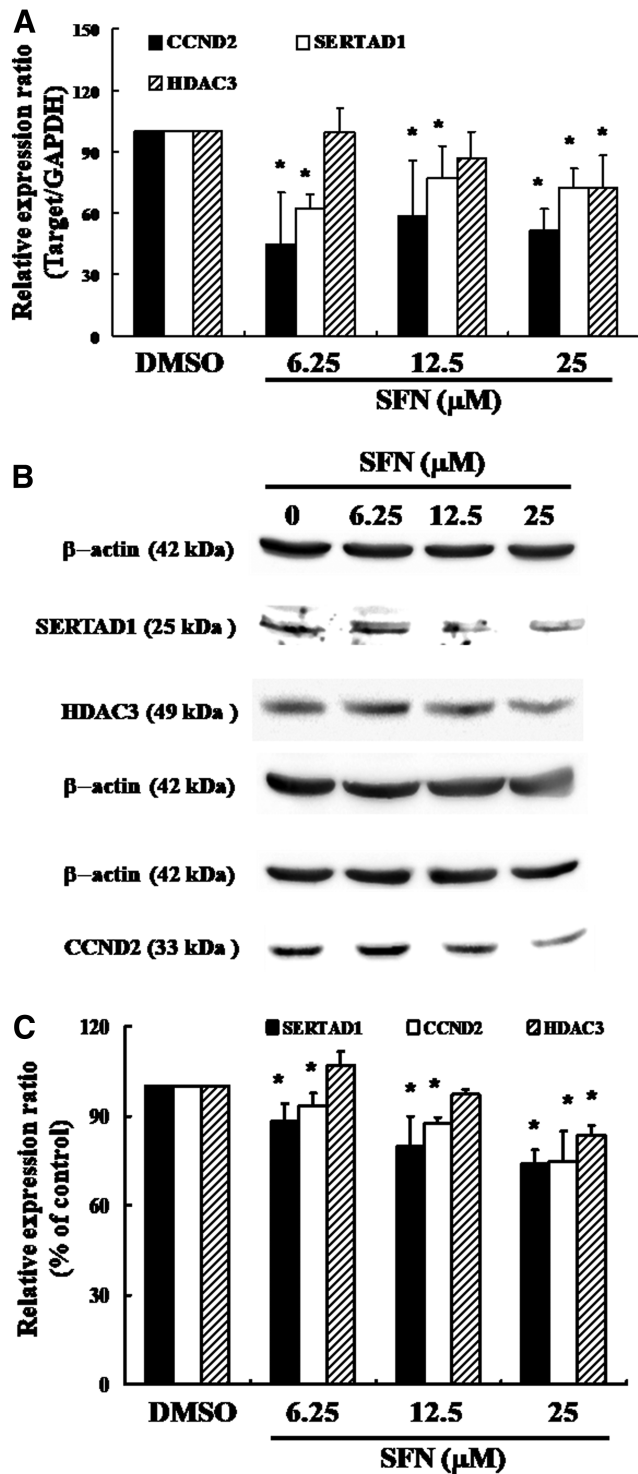 A
CCND2 SERTAD1
HDAC3
Relative expression ratio
(Target/GAPDH)
150
120
90
60
30
0
DMSO 6.25 12.5 25
SFN (μM)
* * * * * * *
B
SFN (μM)
0 6.25 12.5 25
β−actin (42 kDa)
SERTAD1 (25 kDa )
HDAC3 (49 kDa )
β−actin (42 kDa)
β−actin (42 kDa)
CCND2 (33 kDa )
C
SERTAD1 CCND2 HDAC3
Relative expression ratio
(% of control)
120
90
60
30
0
* * * * * * *
DMSO 6.25 12.5 25
SFN (μM)